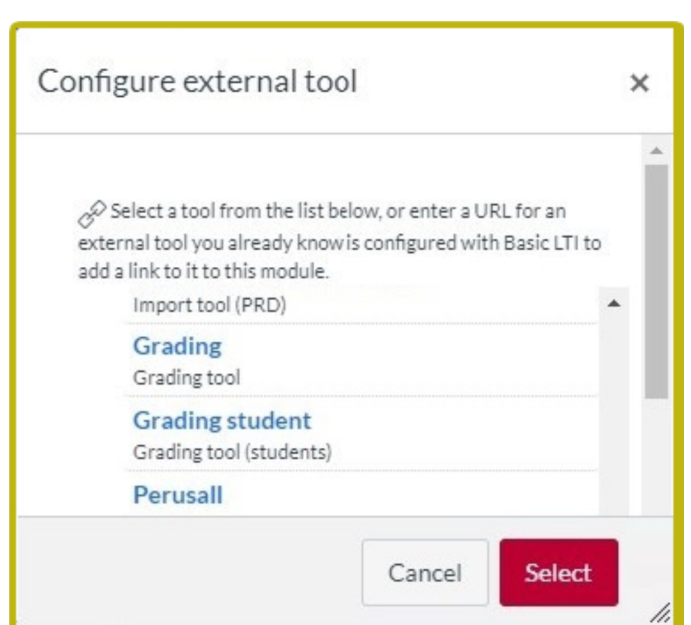 Configure external tool ×
Select a tool from the list below, or enter a URL for an
external tool you already know is configured with Basic LTI to
add a link to it to this module.
Import tool (PRD)
Grading
Grading tool
Grading student
Grading tool (students)
Perusall
Cancel Select